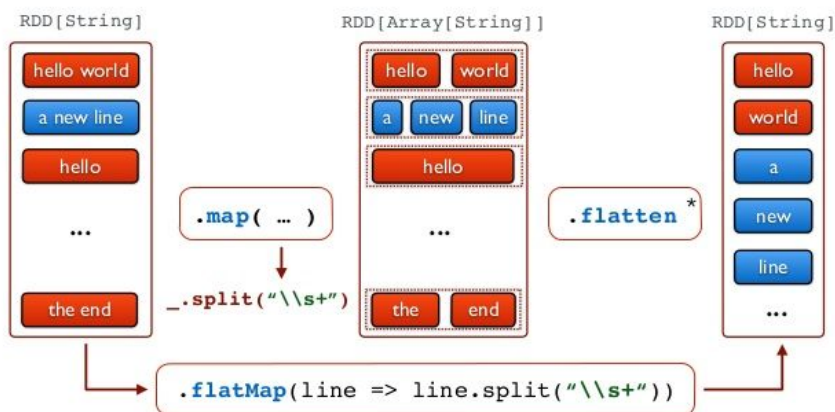 RDD[String]
RDD[Array[String]]
RDD[String]
hello world
a new line
hello
...
the end
.map( … )
_.split("\\s+")
hello world
a new line
hello
...
the end
.flatten *
hello
world
a
new
line
...
.flatMap(line => line.split("\\s+"))